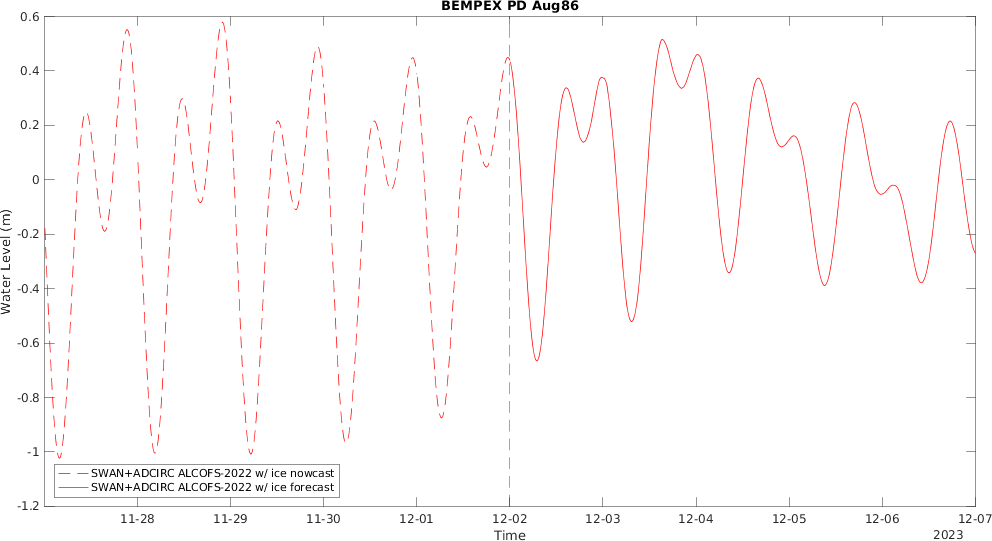 BEMPEX PD Aug86
0.6
0.4
0.2
0
-0.2
-0.4
-0.6
-0.8
-1
-1.2
Water Level (m)
SWAN+ADCIRC ALCOFS-2022 w/ ice nowcast
SWAN+ADCIRC ALCOFS-2022 w/ ice forecast
11-28 11-29 11-30 12-01 12-02 12-03 12-04 12-05 12-06 12-07
Time
2023